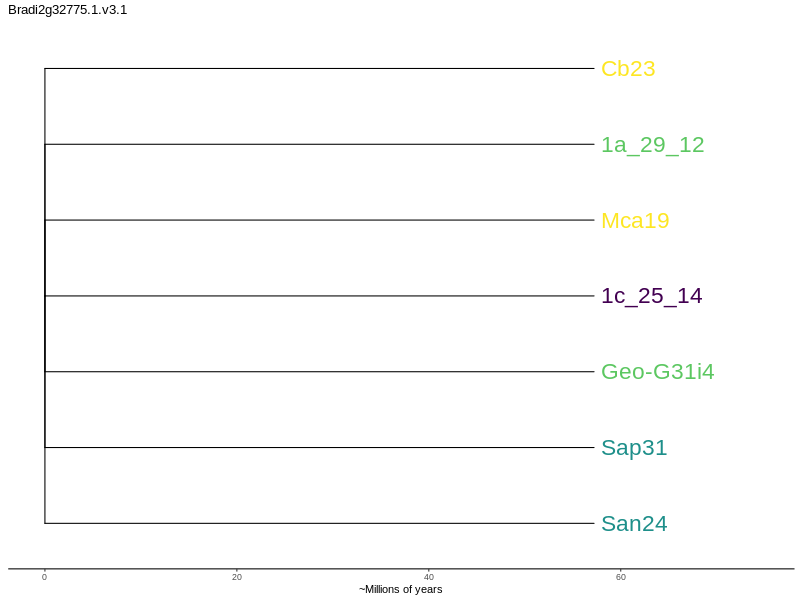 Bradi2g32775.1.v3.1
Cb23
1a_29_12
Mca19
1c_25_14
Geo-G31i4
Sap31
San24
0 20 40 60
~Millions of years